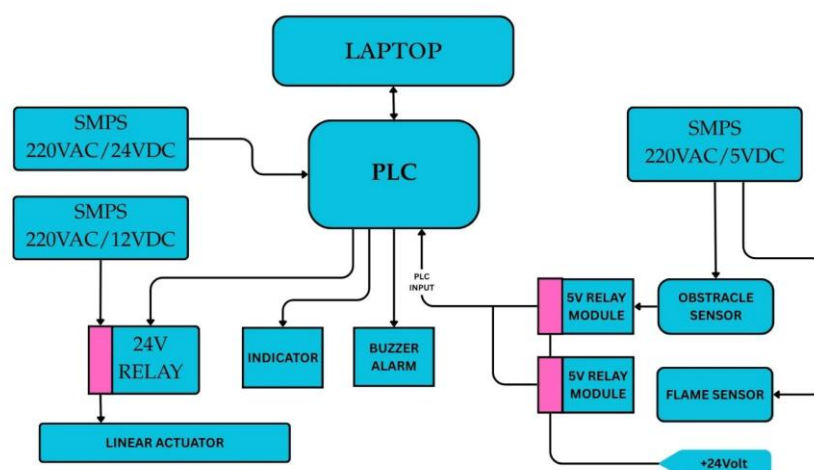 LAPTOP
SMPS
220VAC/24VDC
PLC
SMPS
220VAC/5VDC
SMPS
220VAC/12VDC
PLC
INPUT
5V RELAY
MODULE
OBSTRACLE
SENSOR
24V
RELAY
INDICATOR
BUZZER
ALARM
5V RELAY
MODULE
FLAME SENSOR
LINEAR ACTUATOR
+24Volt